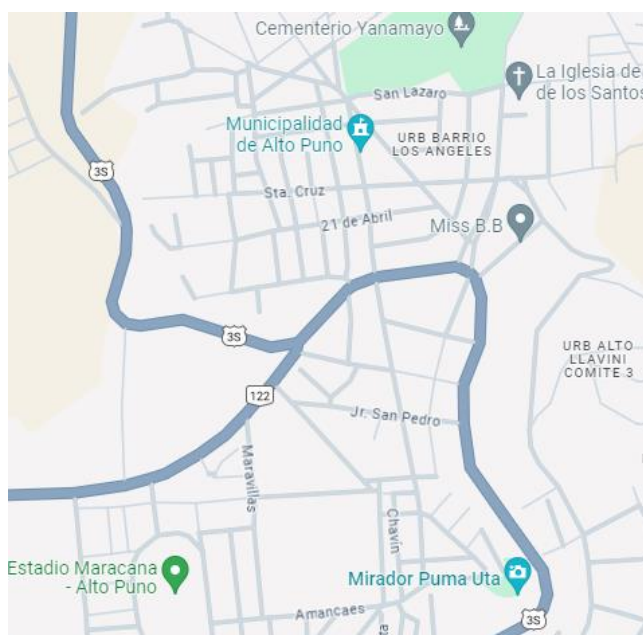 Cementerio Yanamayo
La Iglesia de
de los Santos
San Lazaro
Municipalidad
de Alto Puno
URB BARRIO
LOS ANGELES
3S
Sta. Cruz
21 de Abril
Miss B.B
3S
URB ALTO
LLAVINI
COMITE 3
122
Jr. San Pedro
Maravillas
Chavín
Estadio Maracana
- Alto Puno
Mirador Puma Uta
Amancaes
3S